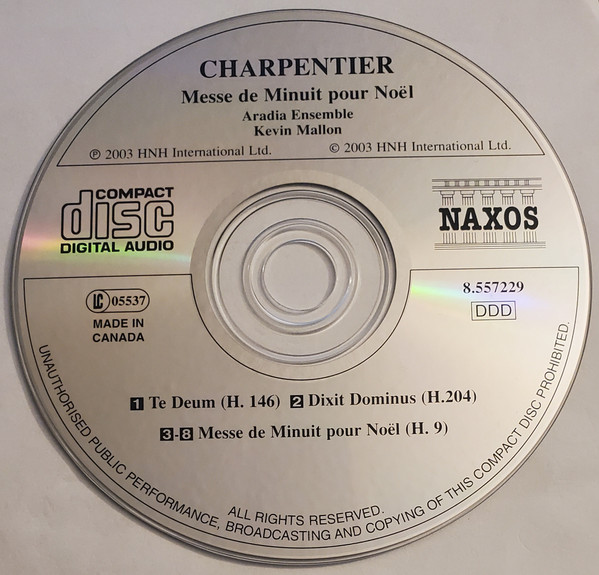 CHARPENTIER
Messe de Minuit pour Noël
Aradia Ensemble
Kevin Mallon
℗ 2003 HNH International Ltd.
© 2003 HNH International Ltd.
COMPACT
disc
DIGITAL AUDIO
NAXOS
LC 05537
MADE IN
CANADA
8.557229
DDD
1 Te Deum (H. 146) 2 Dixit Dominus (H.204)
3-8 Messe de Minuit pour Noël (H. 9)
ALL RIGHTS RESERVED.
UNAUTHORISED PUBLIC PERFORMANCE, BROADCASTING AND COPYING OF THIS COMPACT DISC PROHIBITED.